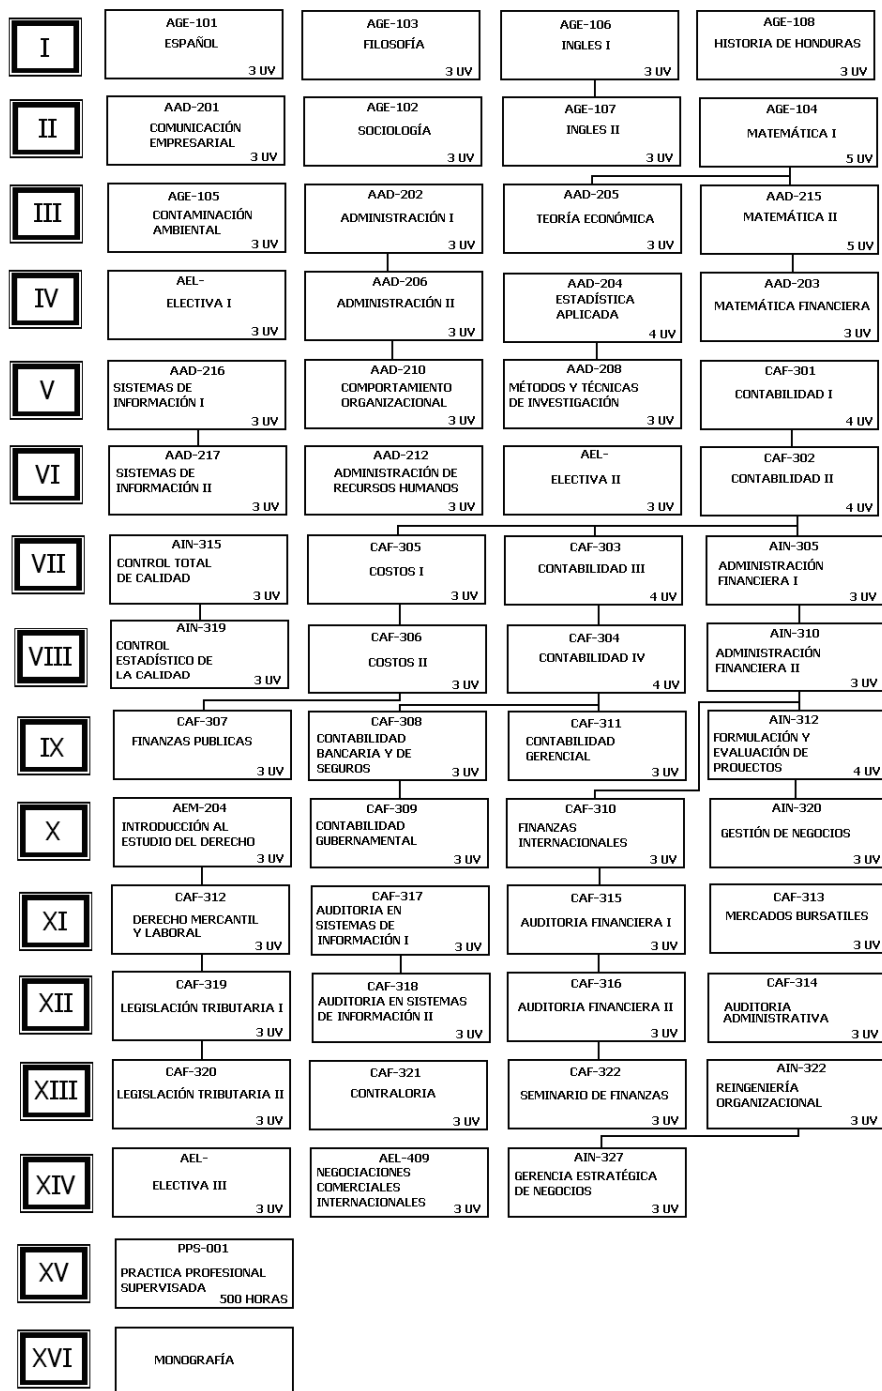 I
AGE-101
ESPAÑOL
3 UV
AGE-103
FILOSOFÍA
3 UV
AGE-106
INGLES I
3 UV
AGE-108
HISTORIA DE HONDURAS
3 UV
II
AAD-201
COMUNICACIÓN
EMPRESARIAL
3 UV
AGE-102
SOCIOLOGÍA
3 UV
AGE-107
INGLES II
3 UV
AGE-104
MATEMÁTICA I
5 UV
III
AGE-105
CONTAMINACIÓN
AMBIENTAL
3 UV
AAD-202
ADMINISTRACIÓN I
3 UV
AAD-205
TEORÍA ECONÓMICA
3 UV
AAD-215
MATEMÁTICA II
5 UV
IV
AEL-
ELECTIVA I
3 UV
AAD-206
ADMINISTRACIÓN II
3 UV
AAD-204
ESTADÍSTICA
APLICADA
4 UV
AAD-203
MATEMÁTICA FINANCIERA
3 UV
V
AAD-216
SISTEMAS DE
INFORMACIÓN I
3 UV
AAD-210
COMPORTAMIENTO
ORGANIZACIONAL
3 UV
AAD-208
MÉTODOS Y TÉCNICAS
DE INVESTIGACIÓN
3 UV
CAF-301
CONTABILIDAD I
4 UV
VI
AAD-217
SISTEMAS DE
INFORMACIÓN II
3 UV
AAD-212
ADMINISTRACIÓN DE
RECURSOS HUMANOS
3 UV
AEL-
ELECTIVA II
3 UV
CAF-302
CONTABILIDAD II
4 UV
VII
AIN-315
CONTROL TOTAL
DE CALIDAD
3 UV
CAF-305
COSTOS I
3 UV
CAF-303
CONTABILIDAD III
4 UV
AIN-305
ADMINISTRACIÓN
FINANCIERA I
3 UV
VIII
AIN-319
CONTROL
ESTADÍSTICO DE
LA CALIDAD
3 UV
CAF-306
COSTOS II
3 UV
CAF-304
CONTABILIDAD IV
4 UV
AIN-310
ADMINISTRACIÓN
FINANCIERA II
3 UV
IX
CAF-307
FINANZAS PUBLICAS
3 UV
CAF-308
CONTABILIDAD
BANCARIA Y DE
SEGUROS
3 UV
CAF-311
CONTABILIDAD
GERENCIAL
3 UV
AIN-312
FORMULACIÓN Y
EVALUACIÓN DE
PROUECTOS
4 UV
X
AEM-204
INTRODUCCIÓN AL
ESTUDIO DEL DERECHO
3 UV
CAF-309
CONTABILIDAD
GUBERNAMENTAL
3 UV
CAF-310
FINANZAS
INTERNACIONALES
3 UV
AIN-320
GESTIÓN DE NEGOCIOS
3 UV
XI
CAF-312
DERECHO MERCANTIL
Y LABORAL
3 UV
CAF-317
AUDITORIA EN
SISTEMAS DE
INFORMACIÓN I
3 UV
CAF-315
AUDITORIA FINANCIERA I
3 UV
CAF-313
MERCADOS BURSATILES
3 UV
XII
CAF-319
LEGISLACIÓN TRIBUTARIA I
3 UV
CAF-318
AUDITORIA EN SISTEMAS
DE INFORMACIÓN II
3 UV
CAF-316
AUDITORIA FINANCIERA II
3 UV
CAF-314
AUDITORIA
ADMINISTRATIVA
3 UV
XIII
CAF-320
LEGISLACIÓN TRIBUTARIA II
3 UV
CAF-321
CONTRALORIA
3 UV
CAF-322
SEMINARIO DE FINANZAS
3 UV
AIN-322
REINGENIERÍA
ORGANIZACIONAL
3 UV
XIV
AEL-
ELECTIVA III
3 UV
AEL-409
NEGOCIACIONES
COMERCIALES
INTERNACIONALES
3 UV
AIN-327
GERENCIA ESTRATÉGICA
DE NEGOCIOS
3 UV
XV
PPS-001
PRACTICA PROFESIONAL
SUPERVISADA
500 HORAS
XVI
MONOGRAFÍA